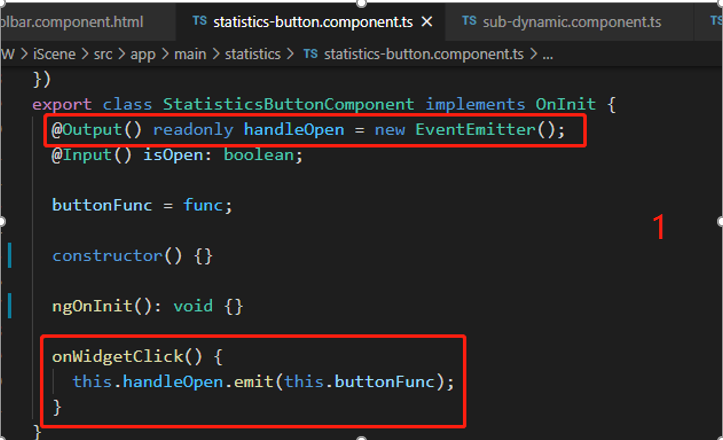 olbar.component.html TS statistics-button.component.ts × TS sub-dynamic.component.ts TS
W > iScene > src > app > main > statistics > TS statistics-button.component.ts > ...
})
export class StatisticsButtonComponent implements OnInit {
@Output() readonly handleOpen = new EventEmitter();
@Input() isOpen: boolean;
buttonFunc = func;
1
constructor() {}
ngOnInit(): void {}
onWidgetClick() {
this.handleOpen.emit(this.buttonFunc);
}
}